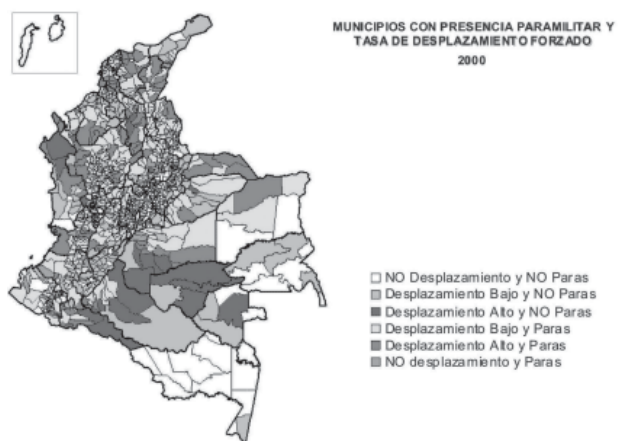 MUNICIPIOS CON PRESENCIA PARAMILITAR Y
TASA DE DESPLAZAMIENTO FORZADO
2000
NO Desplazamiento y NO Paras
Desplazamiento Bajo y NO Paras
Desplazamiento Alto y NO Paras
Desplazamiento Bajo y Paras
Desplazamiento Alto y Paras
NO desplazamiento y Paras